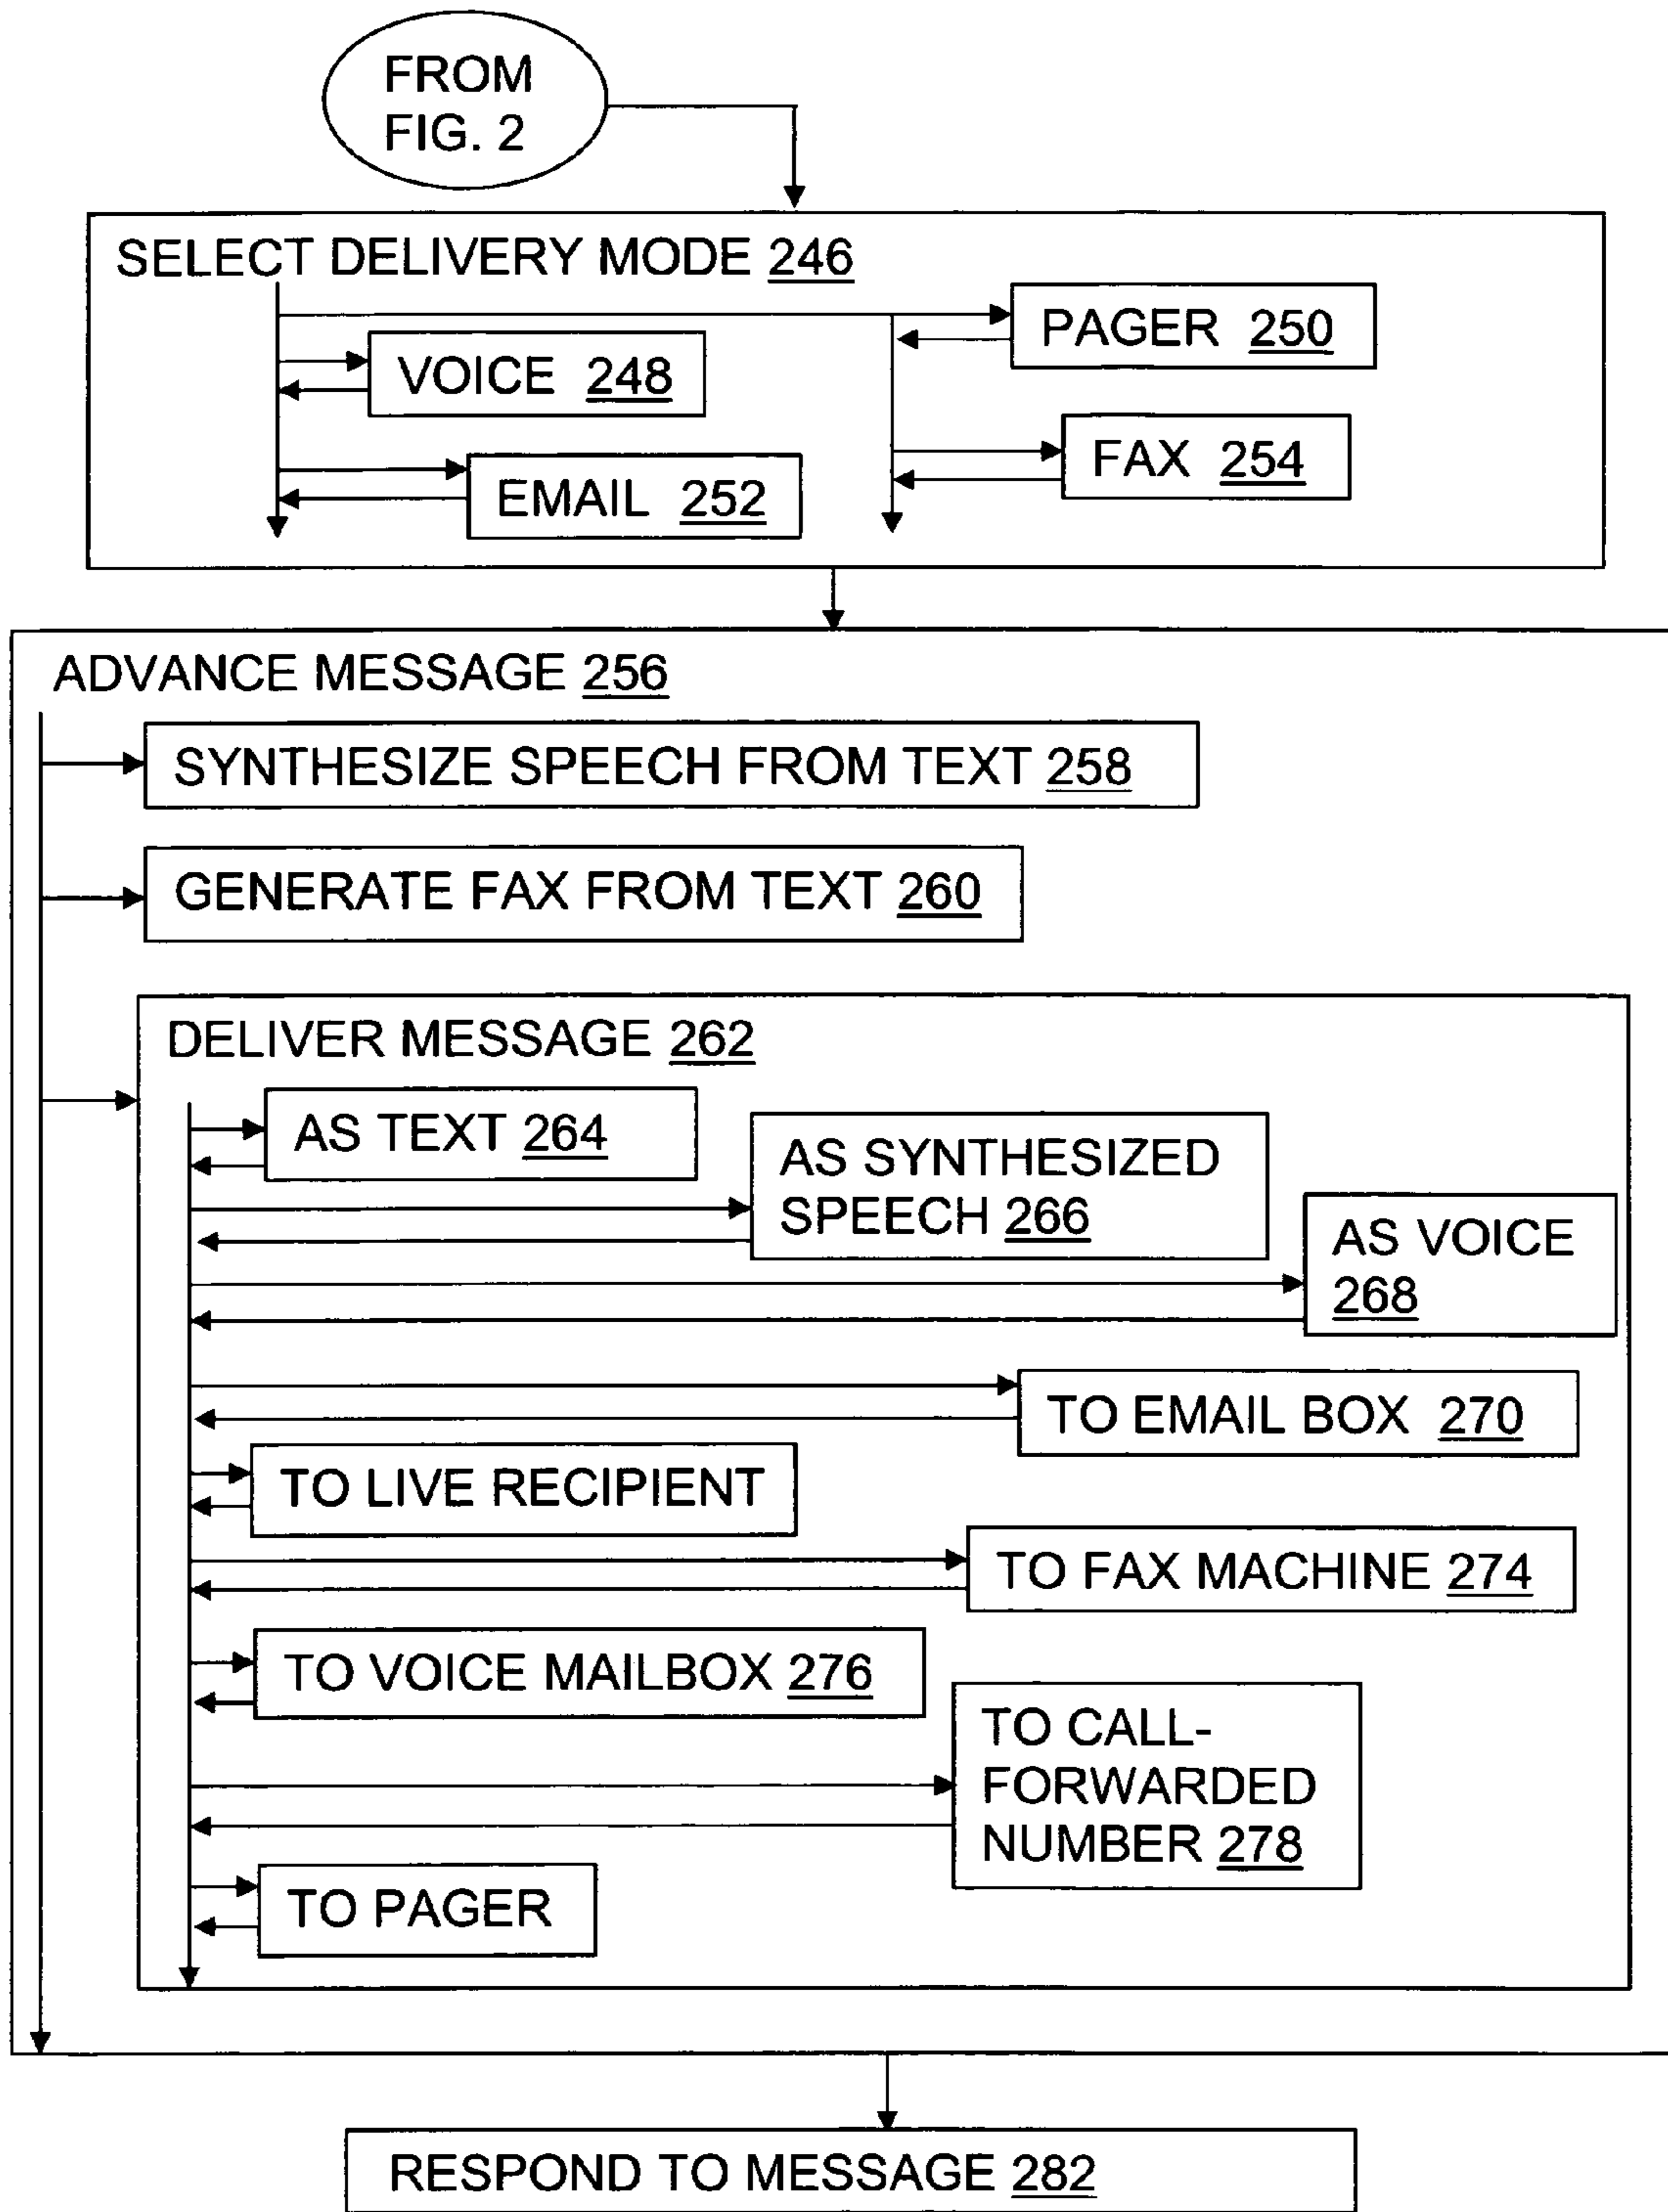 FROM
FIG. 2
SELECT DELIVERY MODE 246
PAGER 250
VOICE 248
FAX 254
EMAIL 252
ADVANCE MESSAGE 256
SYNTHESIZE SPEECH FROM TEXT 258
GENERATE FAX FROM TEXT 260
DELIVER MESSAGE 262
AS TEXT 264
AS SYNTHESIZED
SPEECH 266
AS VOICE
268
TO EMAIL BOX 270
TO LIVE RECIPIENT
TO FAX MACHINE 274
TO VOICE MAILBOX 276
TO CALL-
FORWARDED
NUMBER 278
TO PAGER
RESPOND TO MESSAGE 282